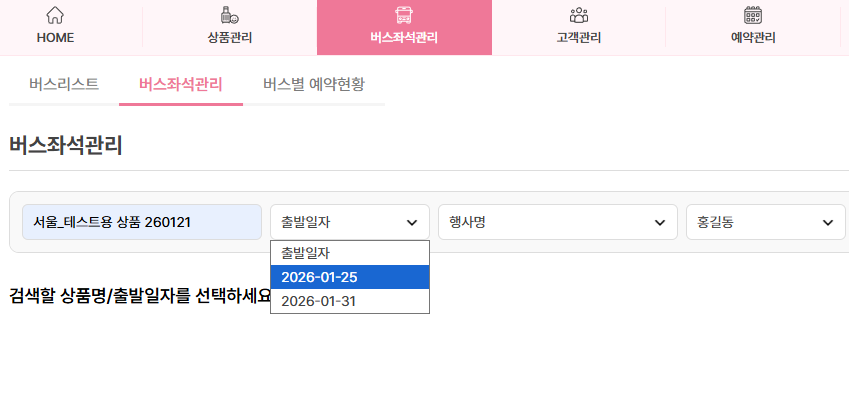 HOME
상품관리
버스좌석관리
고객관리
예약관리
버스리스트
버스좌석관리
버스별 예약현황
버스좌석관리
서울_테스트용 상품 260121
출발일자
행사명
홍길동
출발일자
2026-01-25
2026-01-31
검색할 상품명/출발일자를 선택하세요